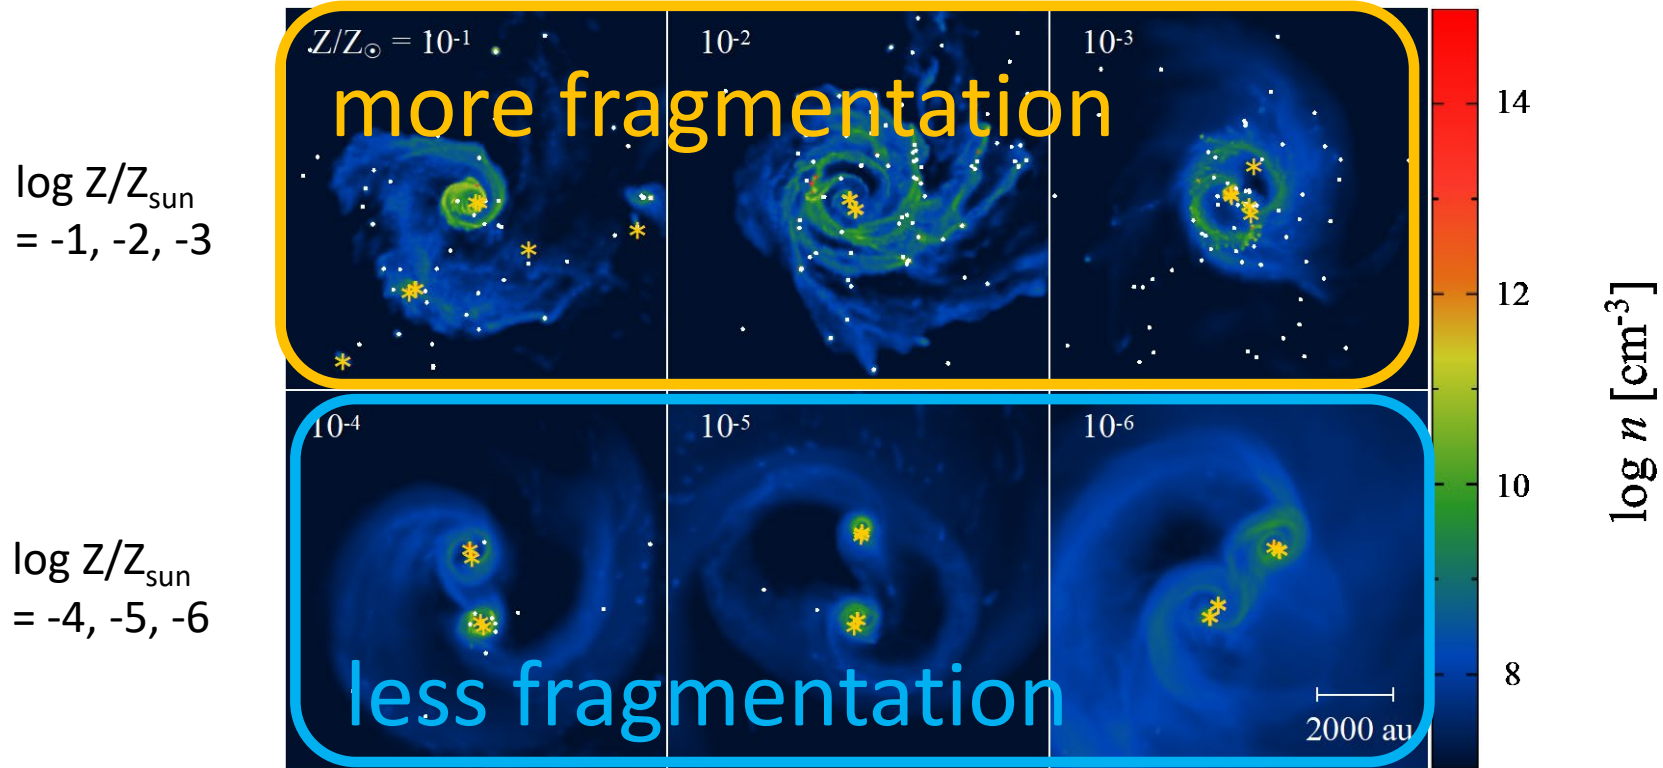 Z/Z☉ = 10-1
10-2
10-3
more fragmentation
log Z/Zsun
= -1, -2, -3
10-4
10-5
10-6
log Z/Zsun
= -4, -5, -6
less fragmentation
2000 au
14
12
10
8
log n [cm-3]